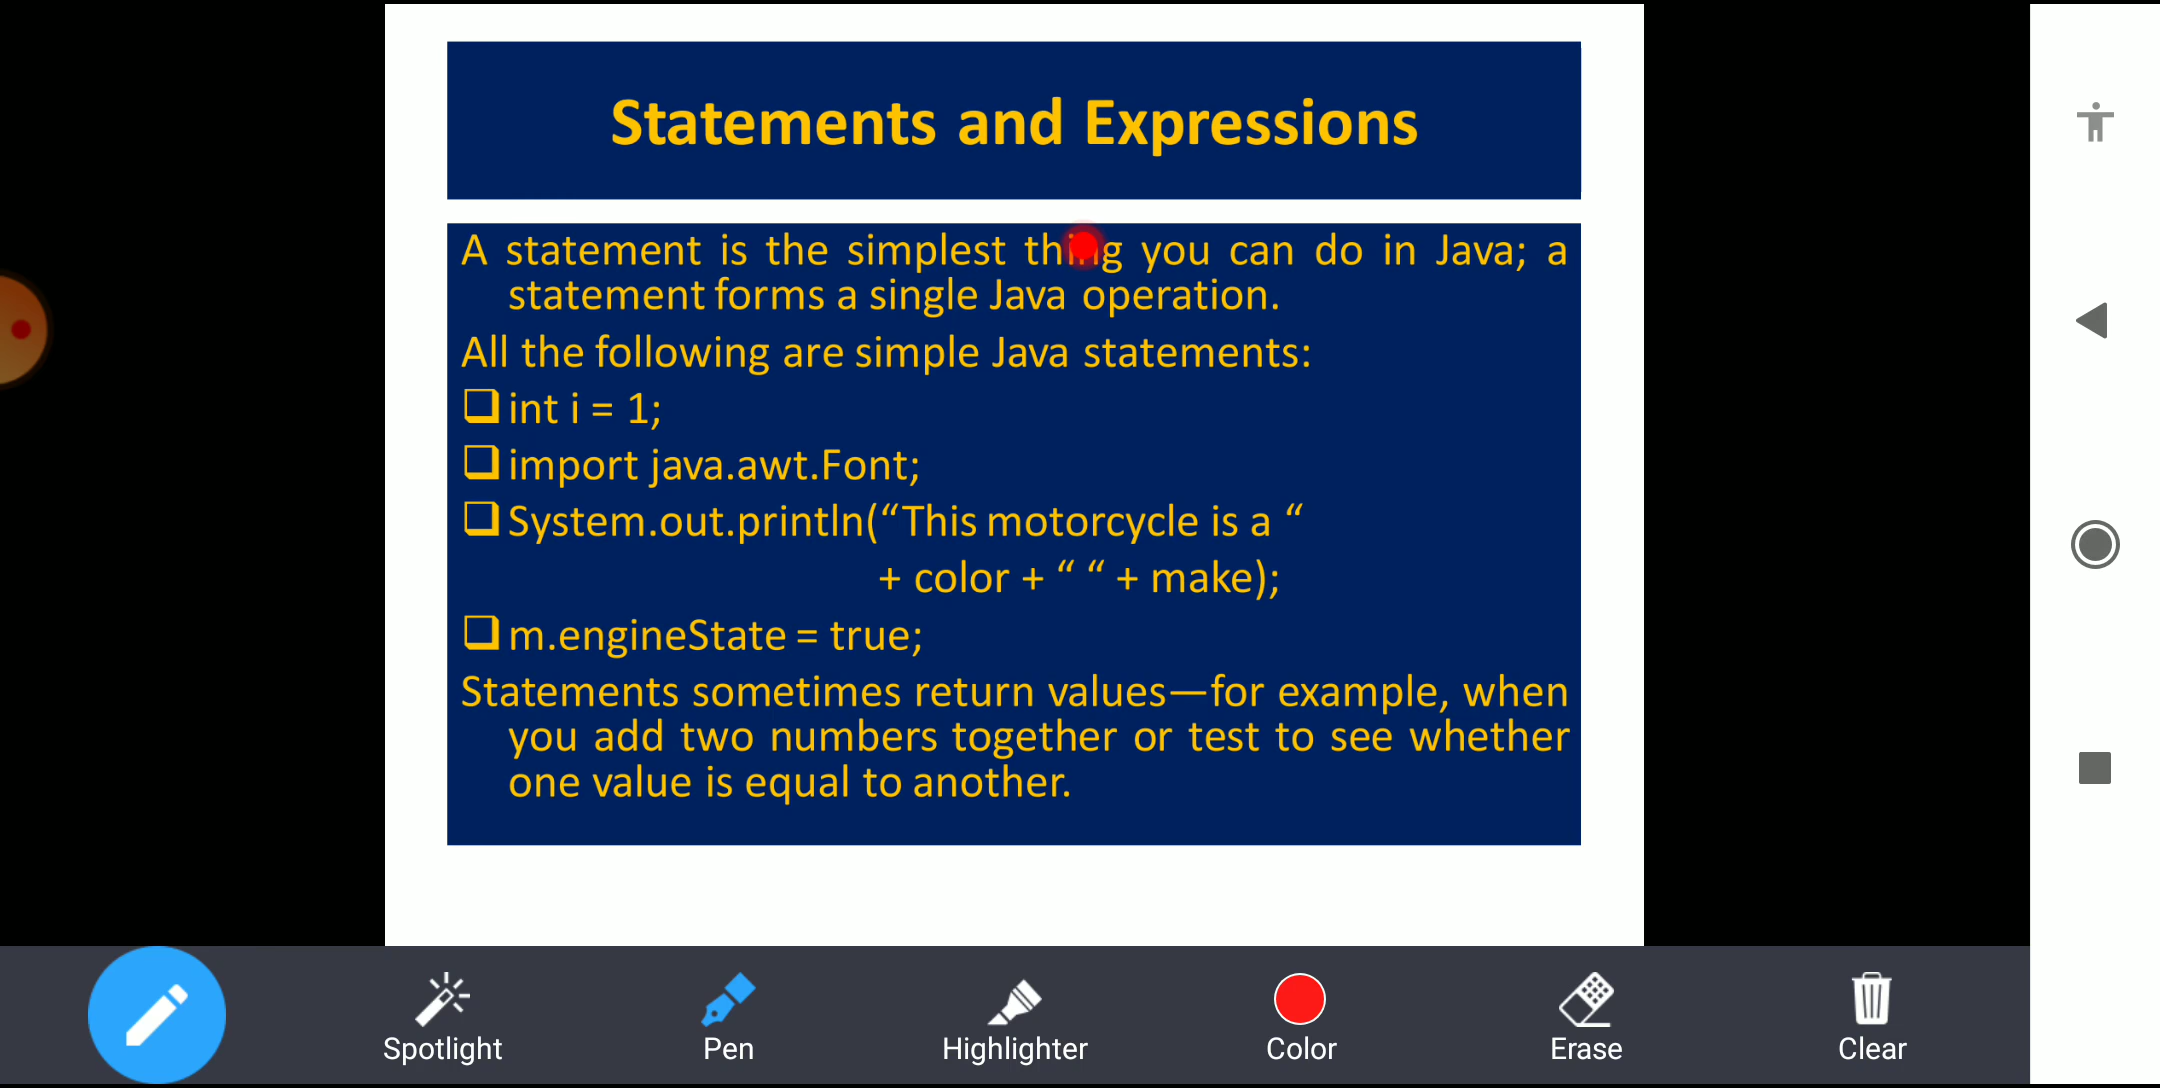 Statements and Expressions
A statement is the simplest thing you can do in Java; a
statement forms a single Java operation.
All the following are simple Java statements:
int i = 1;
import java.awt.Font;
System.out.println(“This motorcycle is a “
+ color + “ “ + make);
m.engineState = true;
Statements sometimes return values—for example, when
you add two numbers together or test to see whether
one value is equal to another.
Spotlight
Pen
Highlighter
Color
Erase
Clear